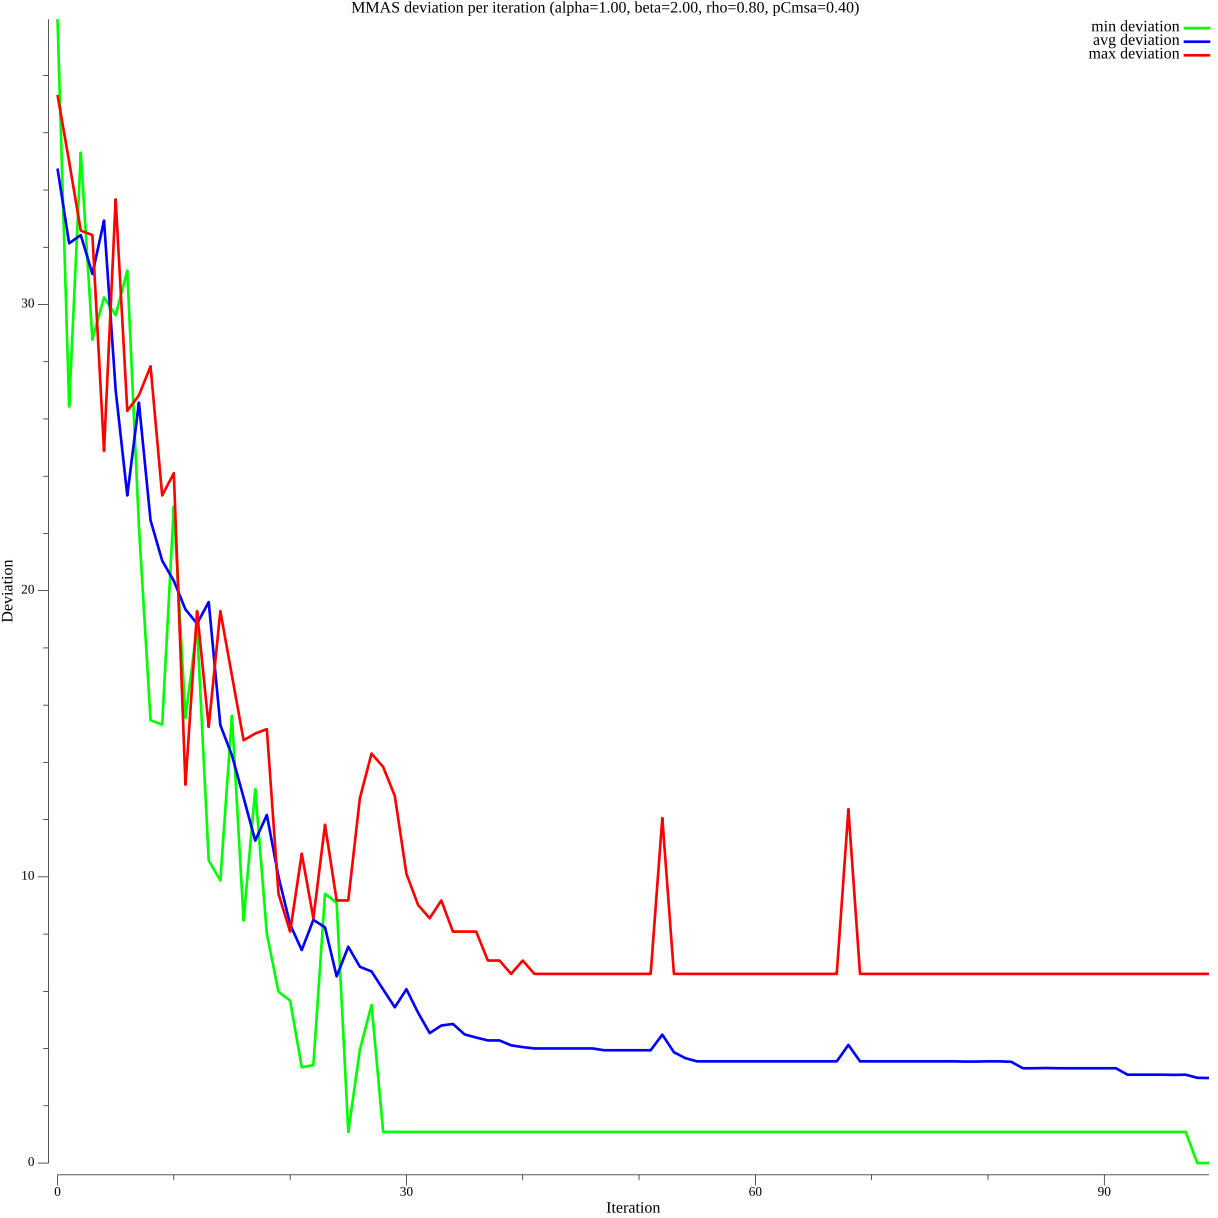 MMAS deviation per iteration (alpha=1.00, beta=2.00, rho=0.80, pCmsa=0.40)
min deviation
avg deviation
max deviation
30
20
10
0
Deviation
0 30 60 90
Iteration